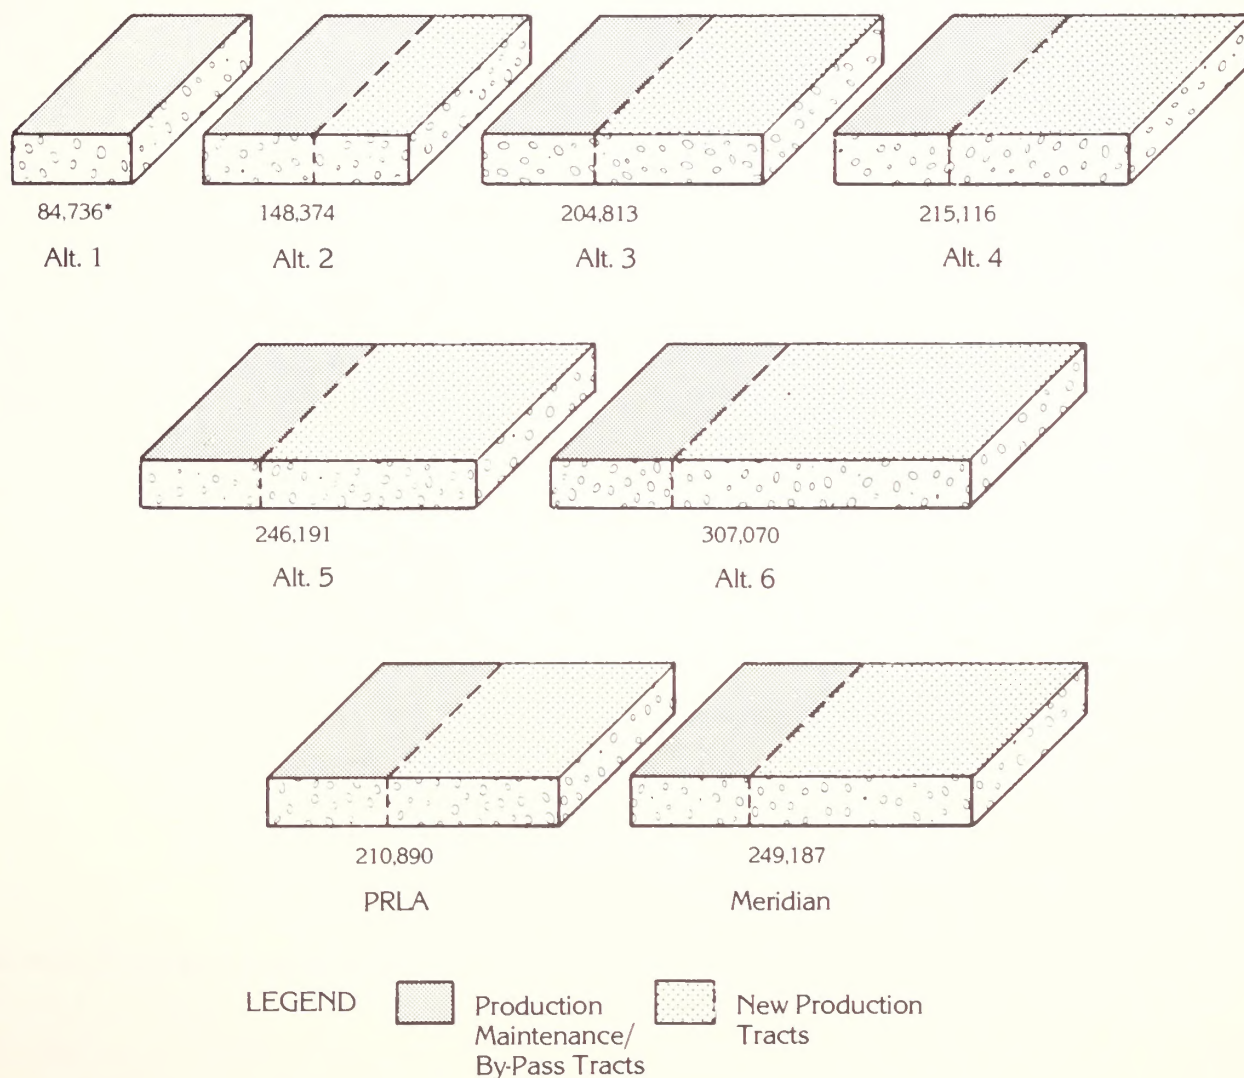 84,736* 148,374 204,813 215,116
Alt. 1 Alt. 2 Alt. 3 Alt. 4
246,191 307,070
Alt. 5 Alt. 6
210,890 249,187
PRLA Meridian
LEGEND Production New Production
Maintenance/ Tracts
By-Pass Tracts